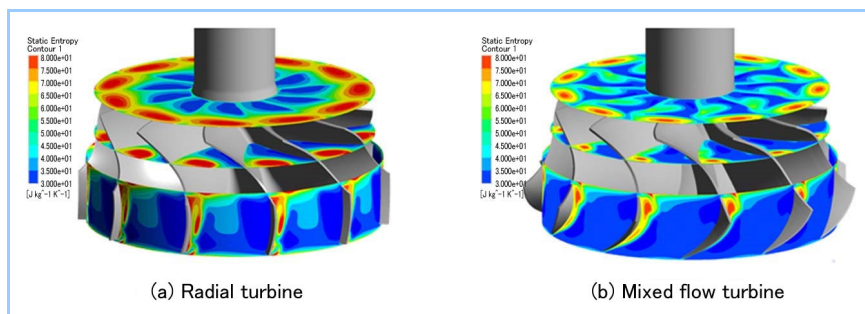 Static Entropy
Contour 1
8.000e+01
7.500e+01
7.000e+01
6.500e+01
6.000e+01
5.500e+01
5.000e+01
4.500e+01
4.000e+01
3.500e+01
3.000e+01
[J kg^-1 K^-1]
(a) Radial turbine
Static Entropy
Contour 1
8.000e+01
7.500e+01
7.000e+01
6.500e+01
6.000e+01
5.500e+01
5.000e+01
4.500e+01
4.000e+01
3.500e+01
3.000e+01
[J kg^-1 K^-1]
(b) Mixed flow turbine